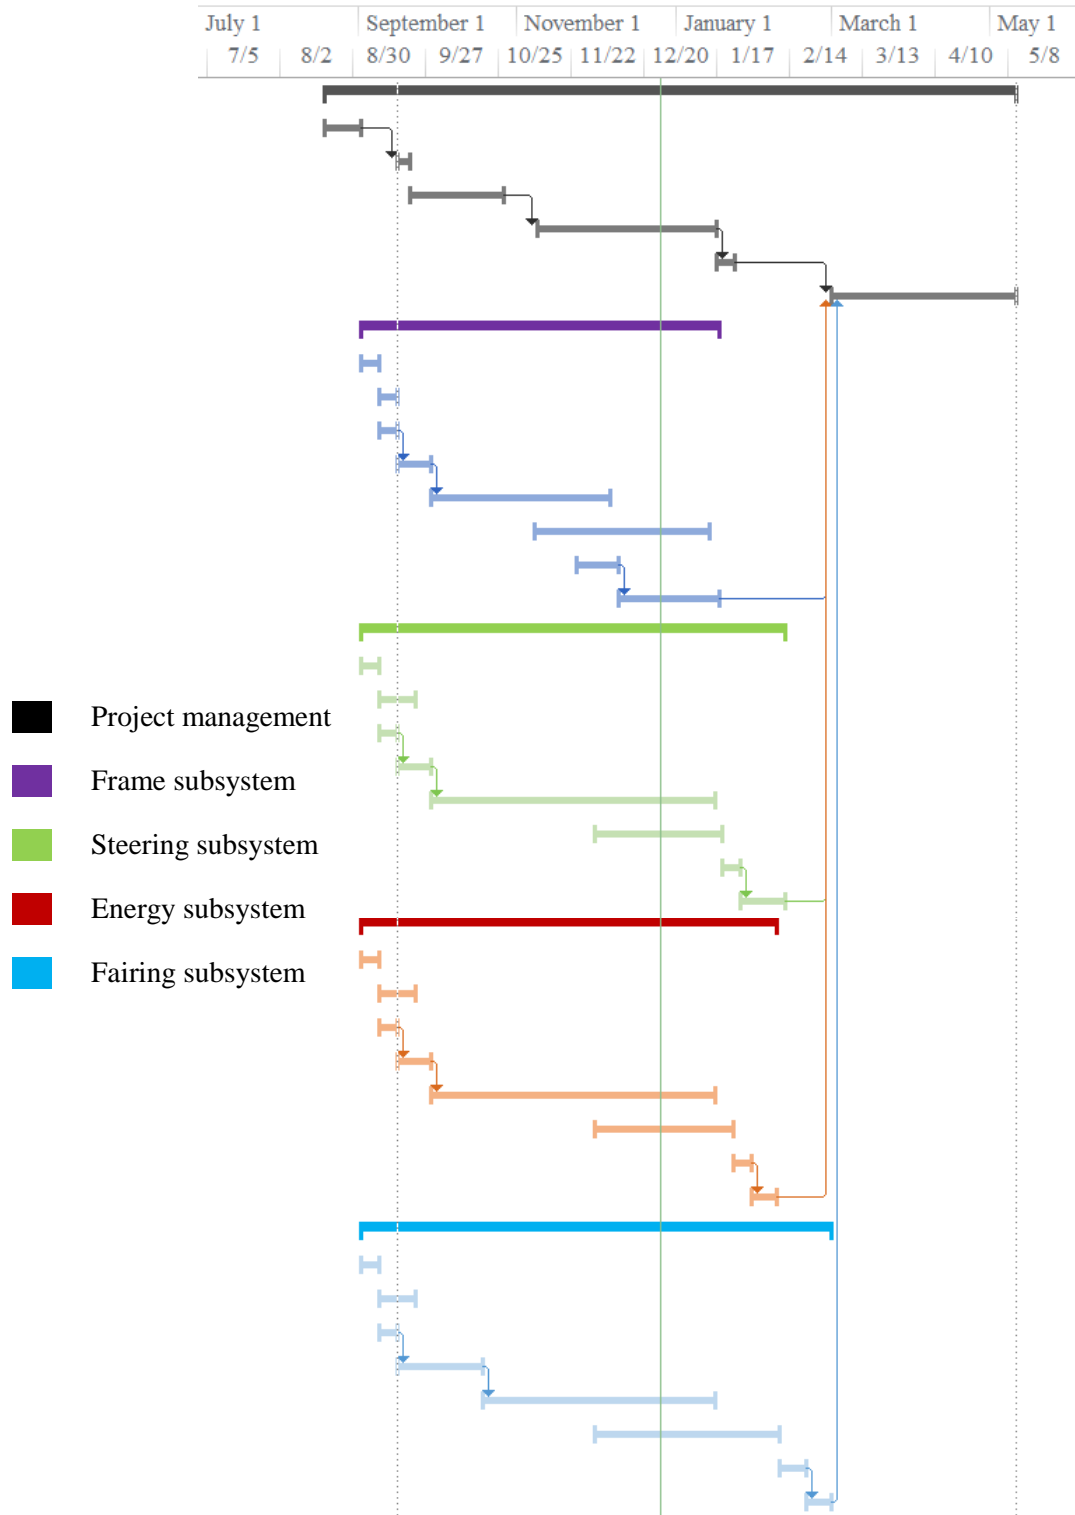 July 1 September 1 November 1 January 1 March 1 May 1
7/5 8/2 8/30 9/27 10/25 11/22 12/20 1/17 2/14 3/13 4/10 5/8
Project management
Frame subsystem
Steering subsystem
Energy subsystem
Fairing subsystem